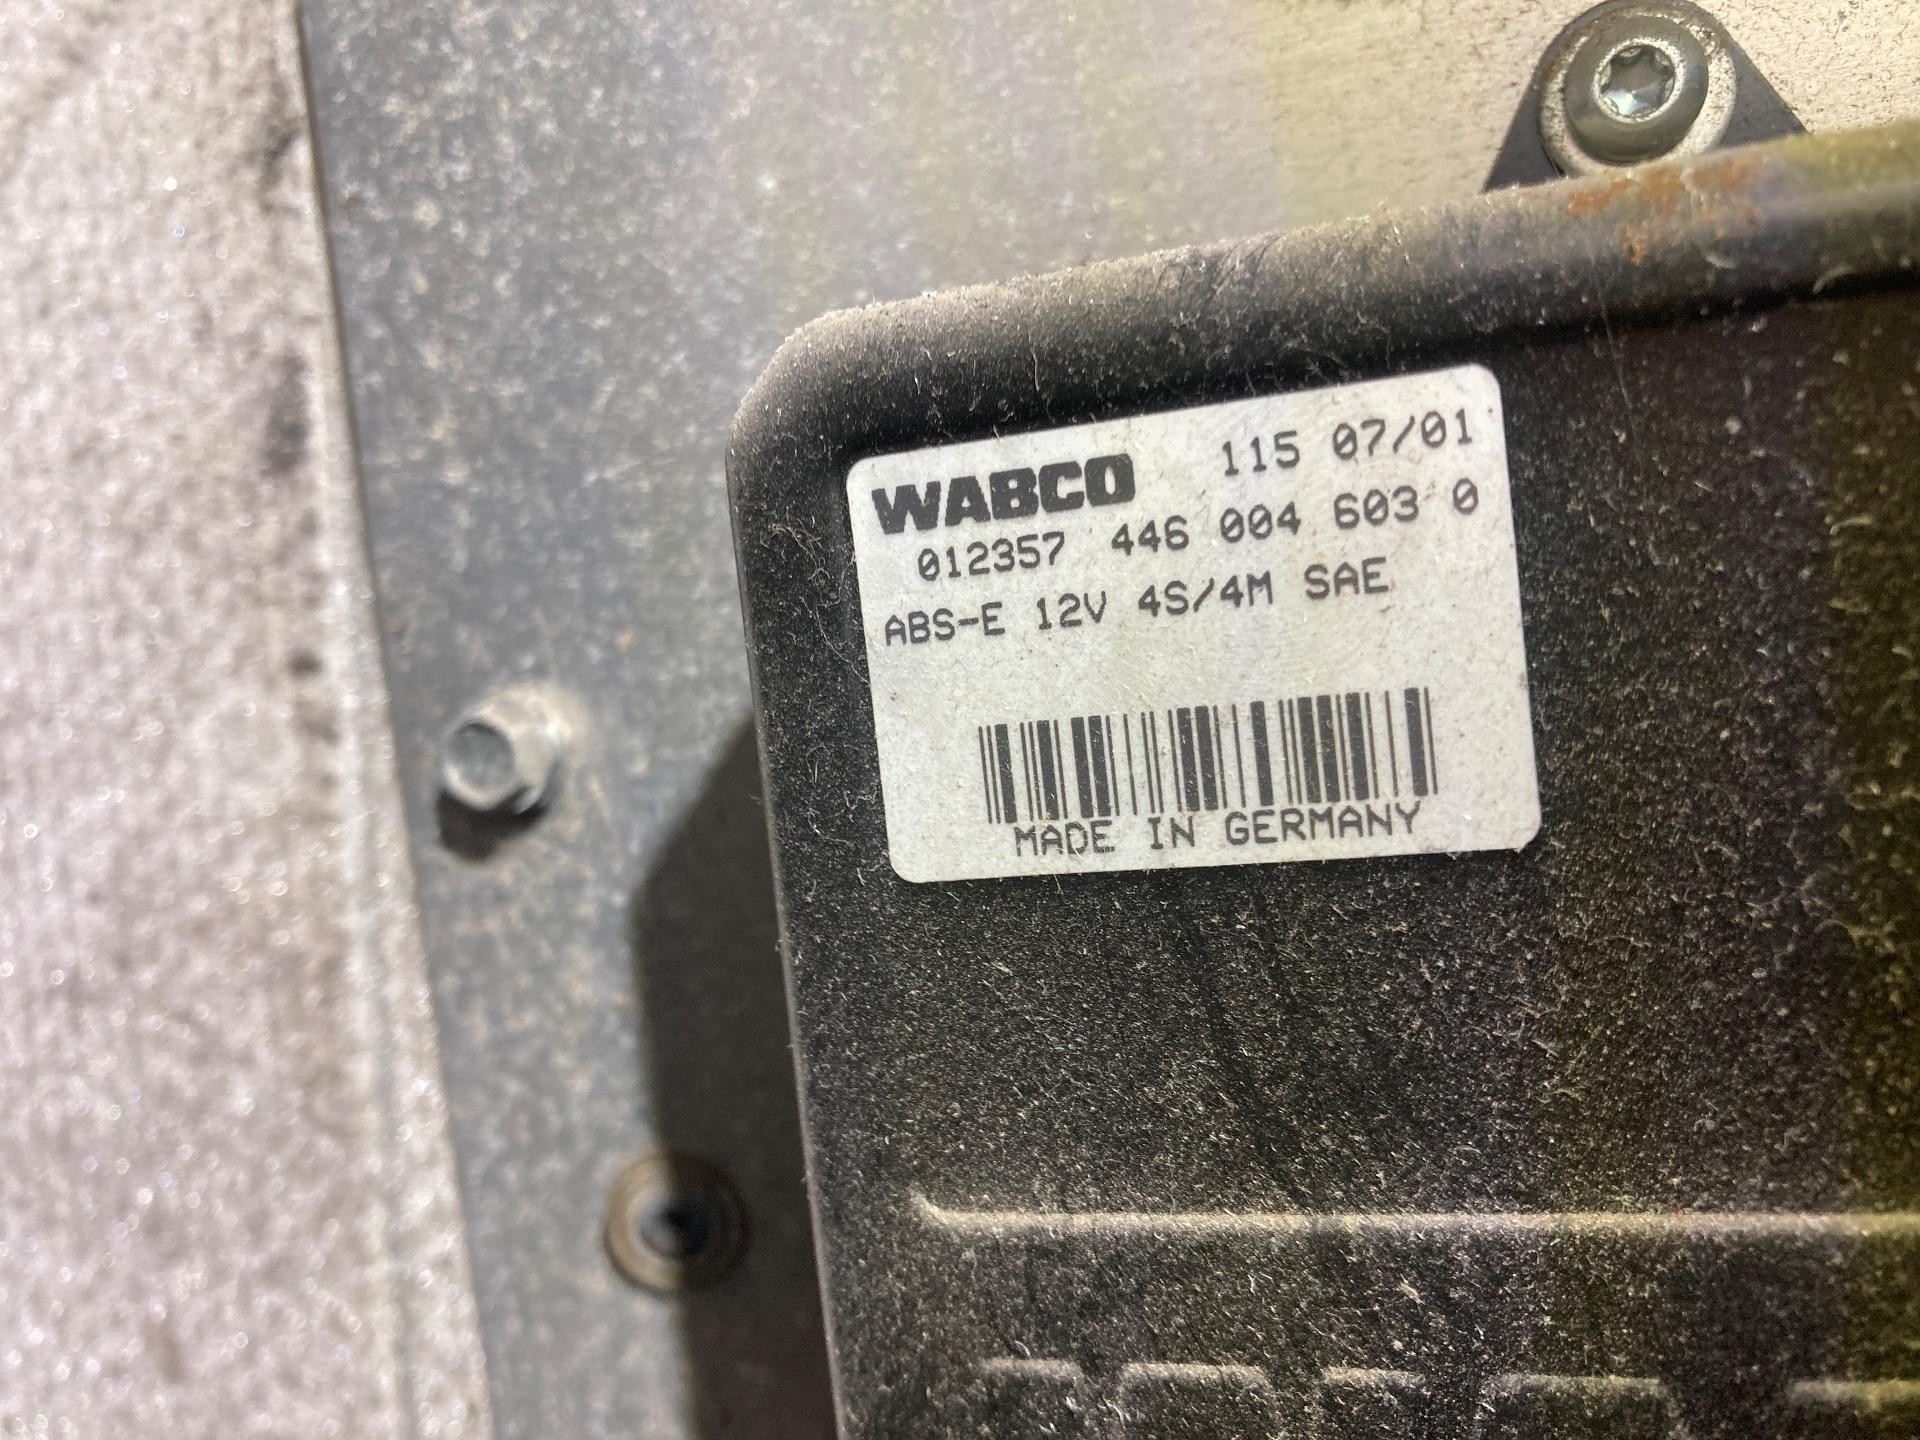 WABCO 115 07/01
012357 446 004 603 0
ABS-E 12V 4S/4M SAE
MADE IN GERMANY